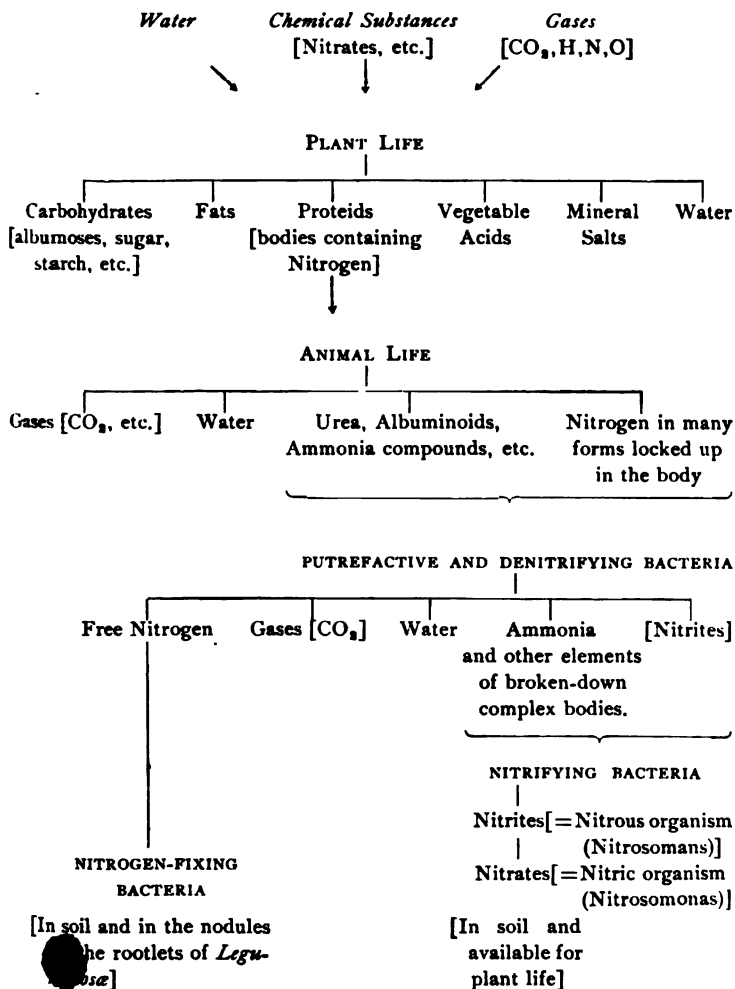 Water Chemical Substances Gases
[Nitrates, etc.] [CO₂,H,N,O]
PLANT LIFE
Carbohydrates Fats Proteids Vegetable Mineral Water
[albumoses, sugar, [bodies containing Acids Salts
starch, etc.] Nitrogen]
ANIMAL LIFE
Gases [CO₂, etc.] Water Urea, Albuminoids, Nitrogen in many
Ammonia compounds, etc. forms locked up
in the body
PUTREFACTIVE AND DENITRIFYING BACTERIA
Free Nitrogen Gases [CO₂] Water Ammonia [Nitrites]
and other elements
of broken-down
complex bodies.
NITRIFYING BACTERIA
Nitrites[=Nitrous organism
(Nitrosomans)]
Nitrates[=Nitric organism
(Nitrosomonas)]
NITROGEN-FIXING
BACTERIA
[In soil and in the nodules
rootlets of Legu-
[In soil and
available for
plant life]